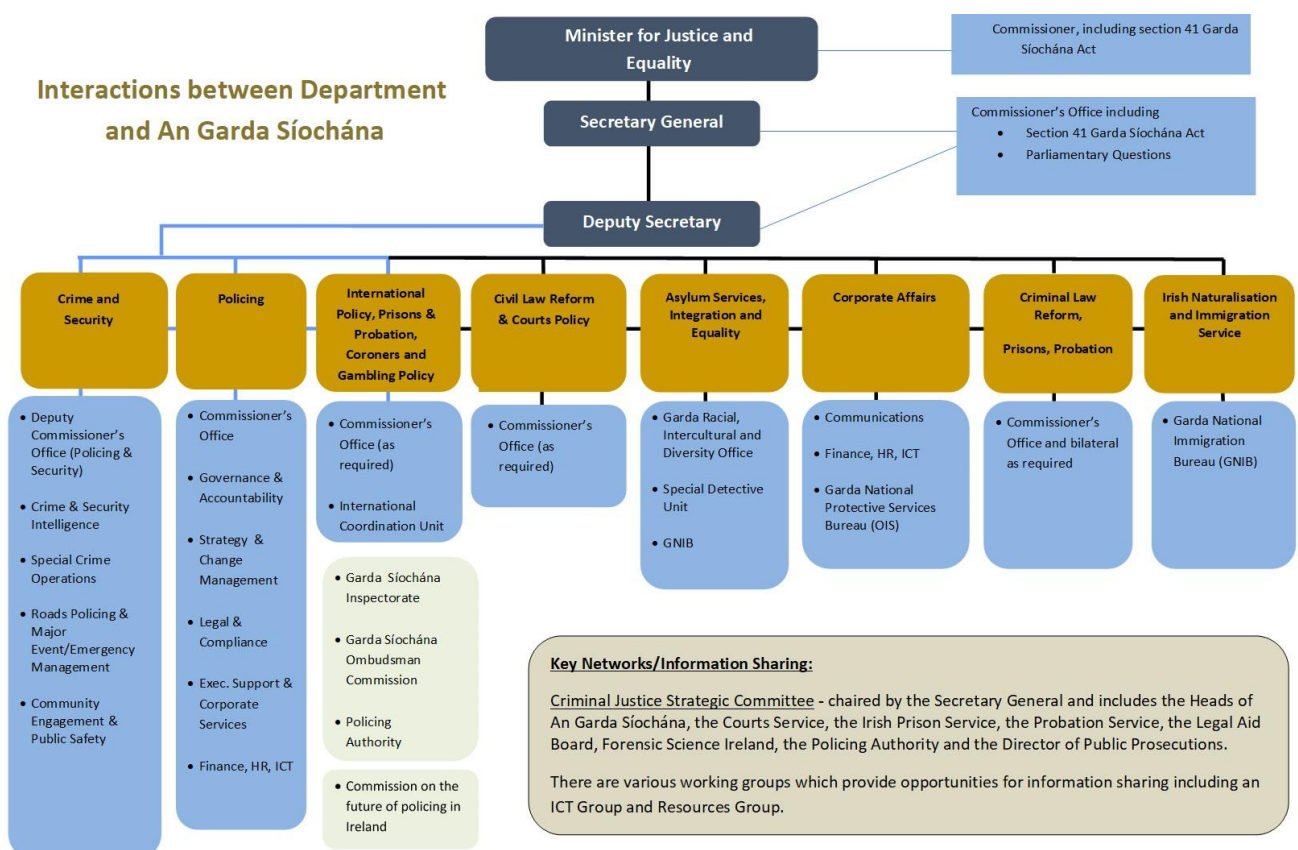 Interactions between Department
and An Garda Síochána
Minister for Justice and
Equality
Commissioner, including section 41 Garda
Síochána Act
Secretary General
Commissioner's Office including
• Section 41 Garda Síochána Act
• Parliamentary Questions
Deputy Secretary
Crime and
Security
Policing
International
Policy, Prisons &
Probation,
Coroners and
Gambling Policy
Civil Law Reform
& Courts Policy
Asylum Services,
Integration and
Equality
Corporate Affairs
Criminal Law
Reform,
Prisons, Probation
Irish Naturalisation
and Immigration
Service
• Deputy
Commissioner's
Office (Policing &
Security)
• Crime & Security
Intelligence
• Special Crime
Operations
• Roads Policing &
Major
Event/Emergency
Management
• Community
Engagement &
Public Safety
• Commissioner's
Office
• Governance &
Accountability
• Strategy &
Change
Management
• Legal &
Compliance
• Exec. Support &
Corporate
Services
• Finance, HR, ICT
• Commissioner's
Office (as
required)
• International
Coordination Unit
• Garda Síochána
Inspectorate
• Garda Síochána
Ombudsman
Commission
• Policing
Authority
• Commission on the
future of policing in
Ireland
• Commissioner's
Office (as
required)
• Garda Racial,
Intercultural and
Diversity Office
• Special Detective
Unit
• GNIB
• Communications
• Finance, HR, ICT
• Garda National
Protective Services
Bureau (OIS)
• Commissioner's
Office and bilateral
as required
• Garda National
Immigration
Bureau (GNIB)
Key Networks/Information Sharing:
Criminal Justice Strategic Committee - chaired by the Secretary General and includes the Heads of
An Garda Síochána, the Courts Service, the Irish Prison Service, the Probation Service, the Legal Aid
Board, Forensic Science Ireland, the Policing Authority and the Director of Public Prosecutions.
There are various working groups which provide opportunities for information sharing including an
ICT Group and Resources Group.